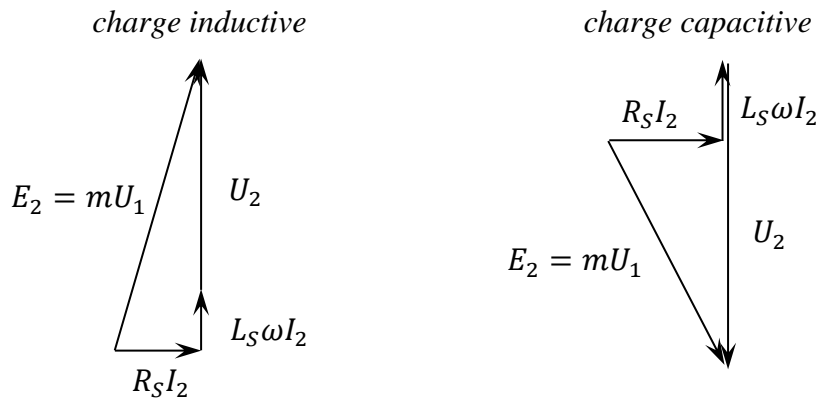 charge inductive
charge capacitive
E₂ = mU₁
U₂
L_SωI₂
R_SI₂
R_SI₂
L_SωI₂
E₂ = mU₁
U₂